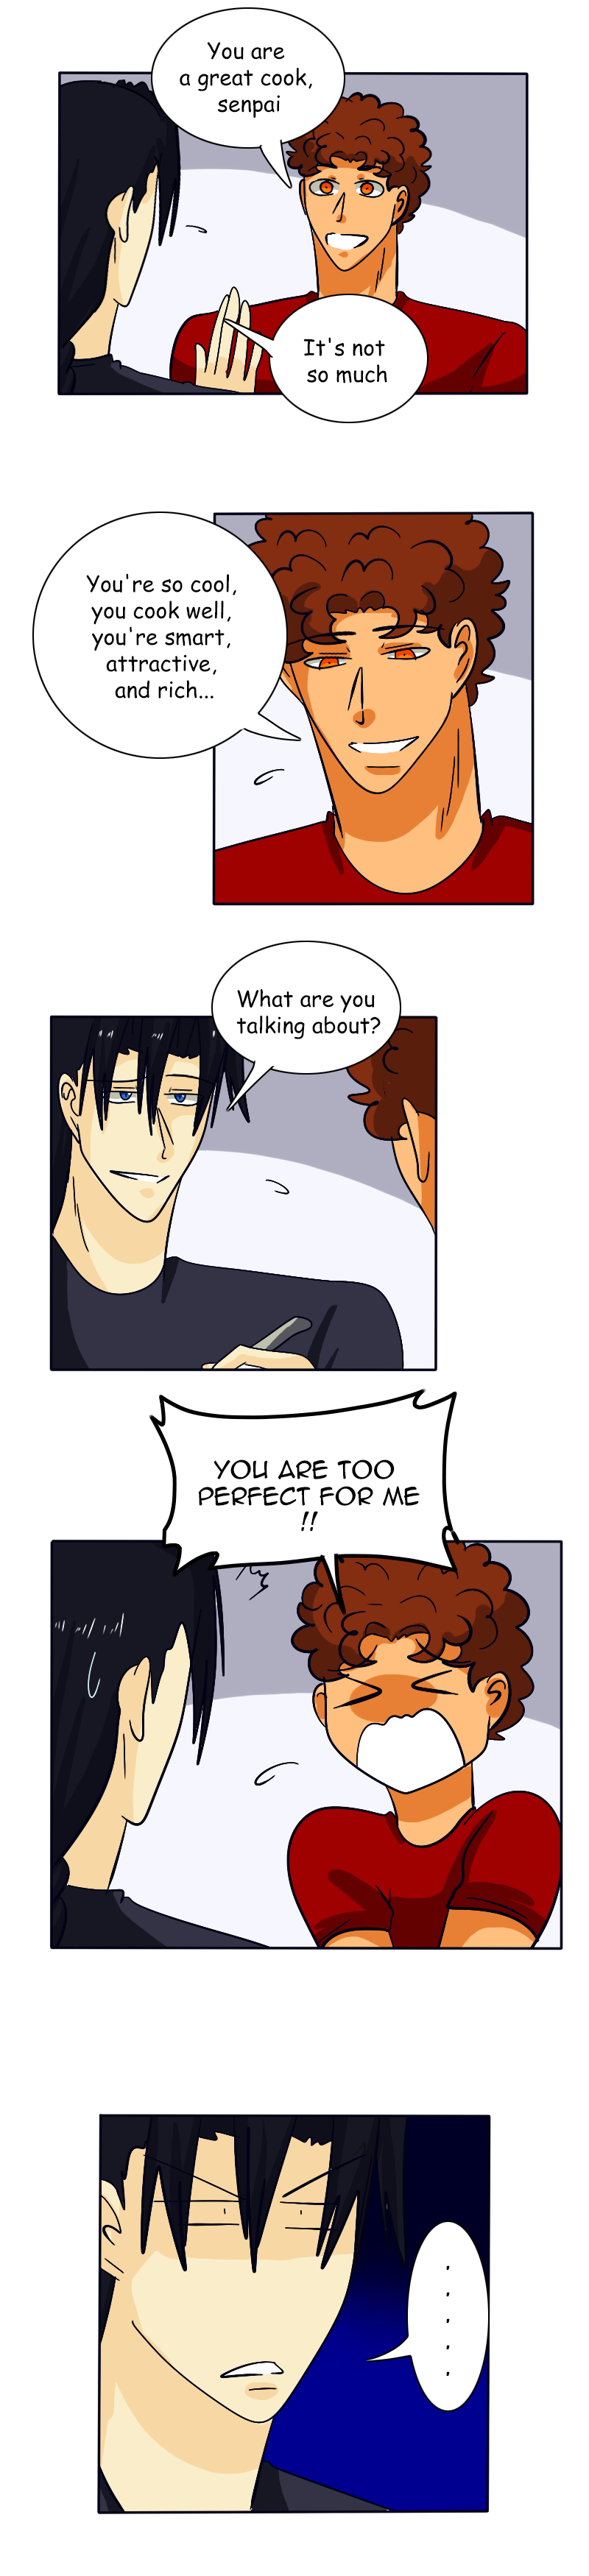 You are
a great cook,
senpai
It's not
so much
You're so cool,
you cook well,
you're smart,
attractive,
and rich...
What are you
talking about?
YOU ARE TOO
PERFECT FOR ME
!!
.
.
.
.
.